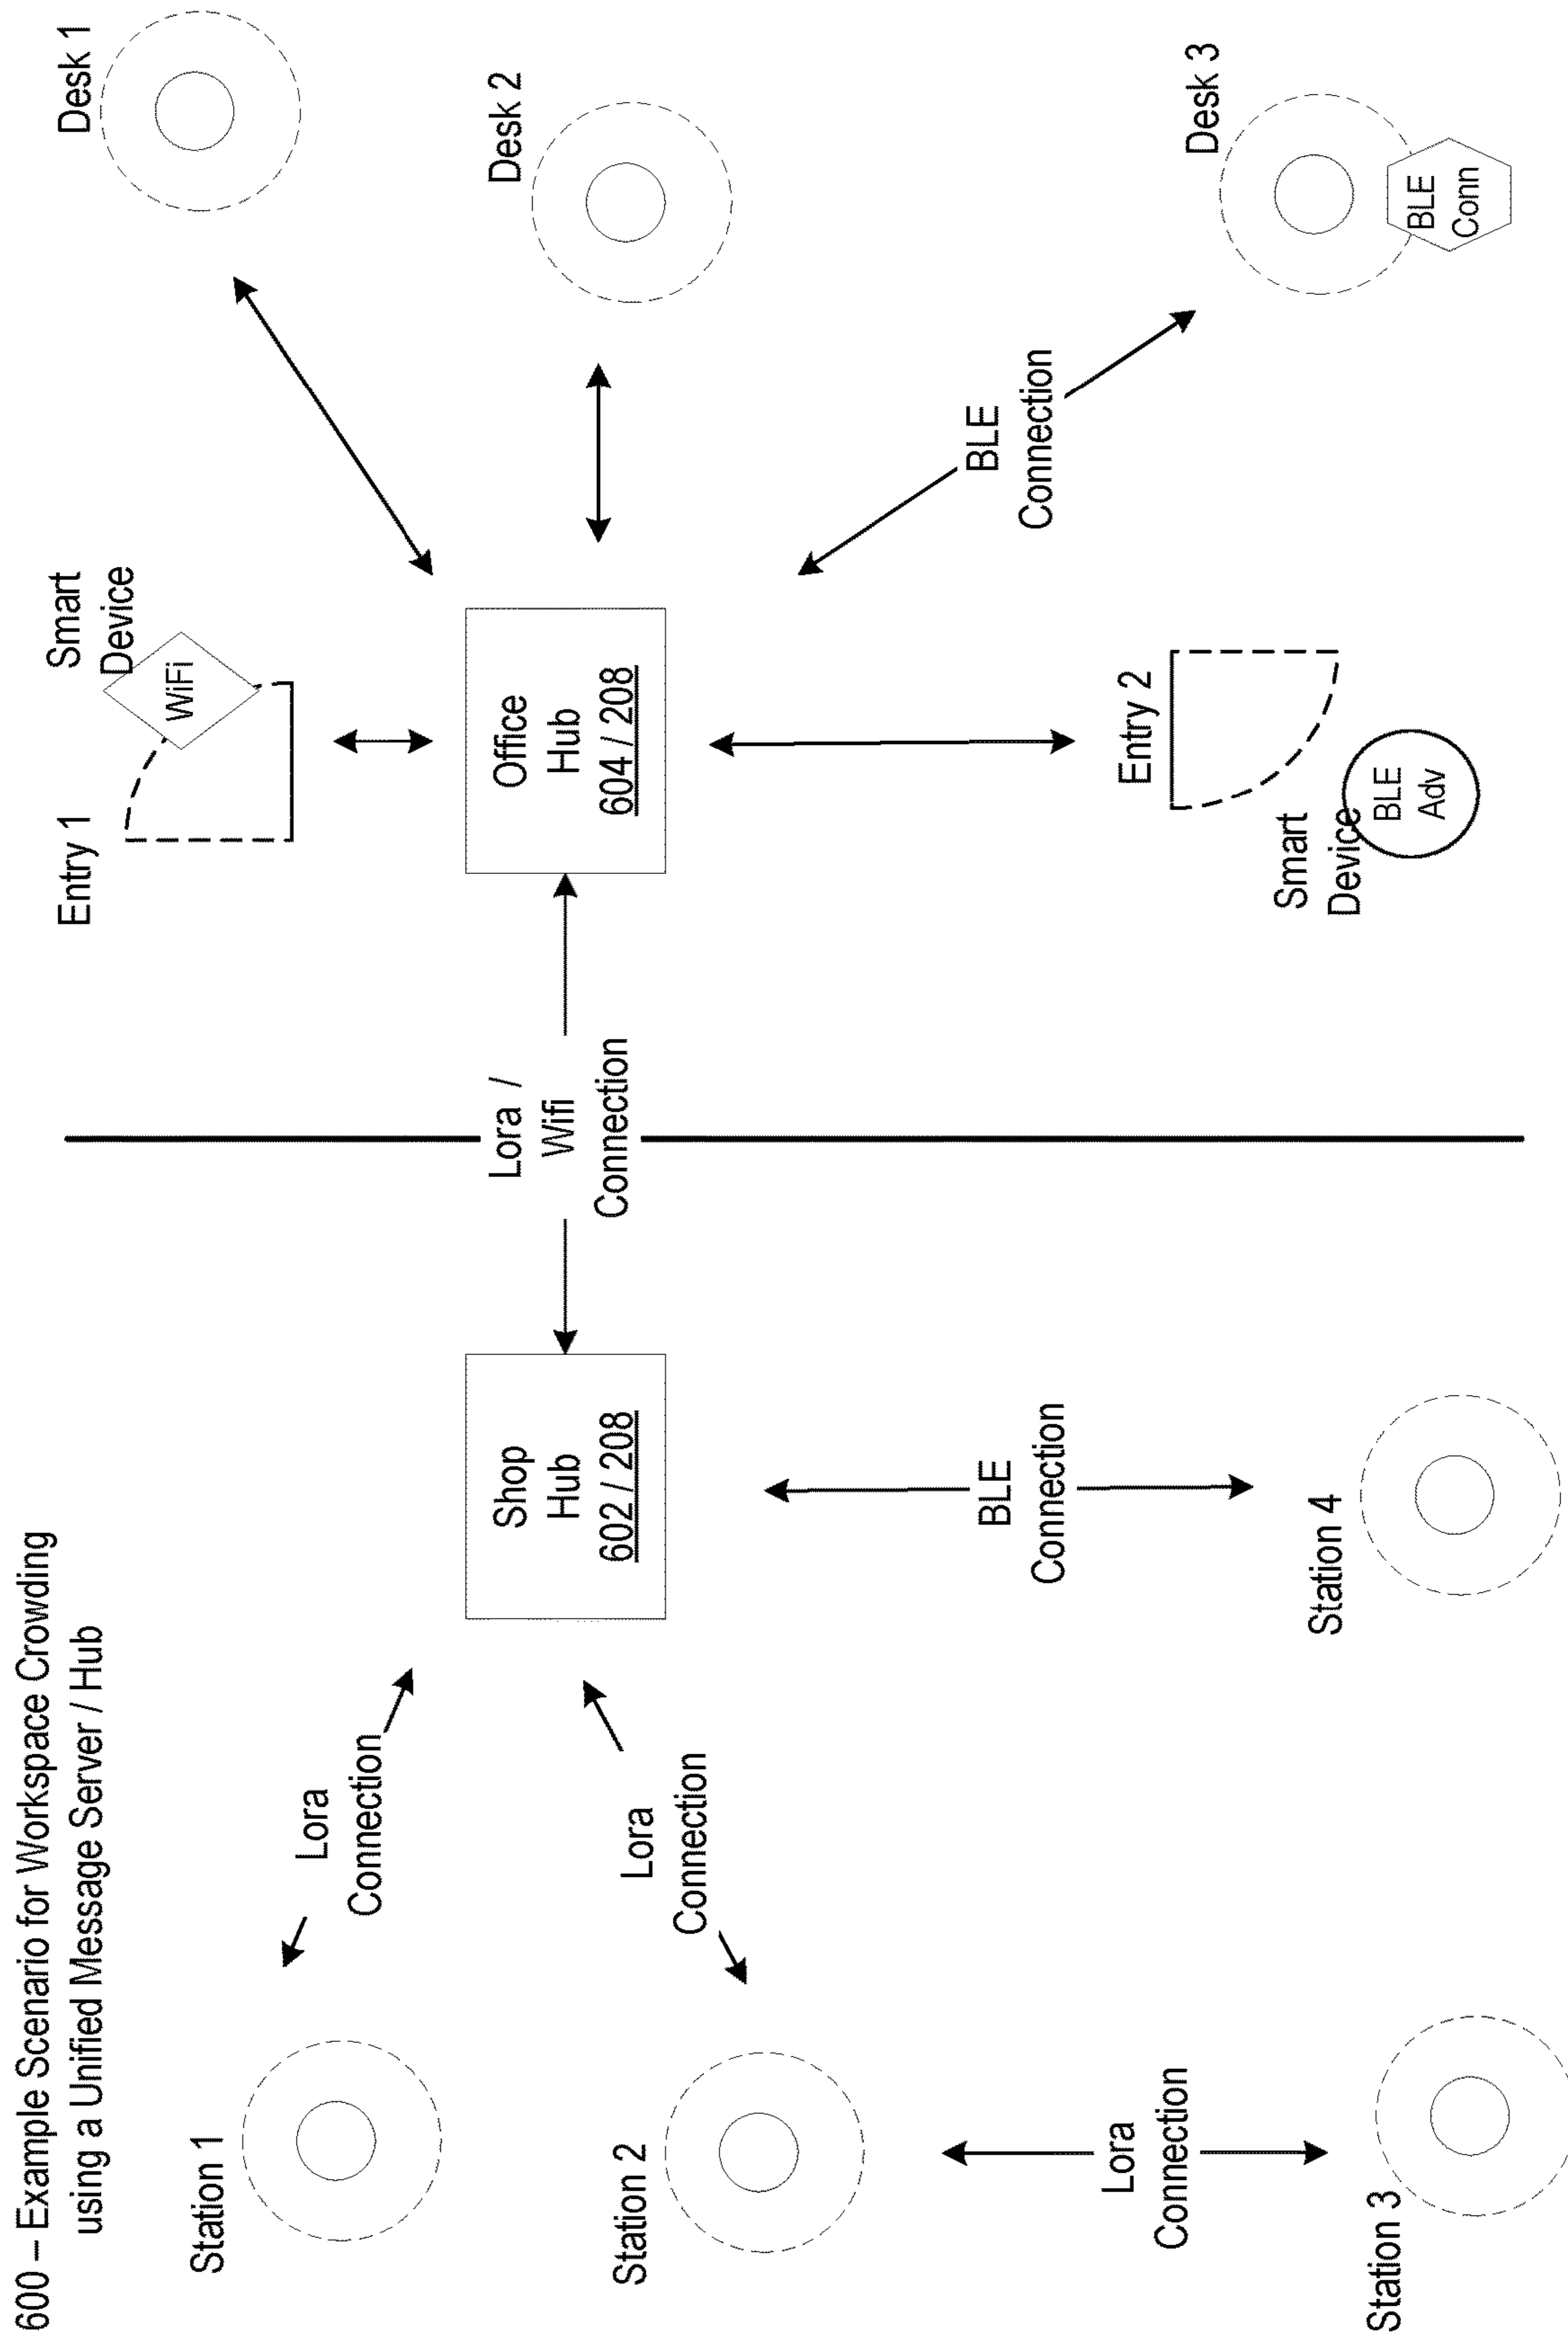 600 – Example Scenario for Workspace Crowding
using a Unified Message Server / Hub
Station 1
Lora
Connection
Station 2
Lora
Connection
Lora
Connection
Station 3
Shop
Hub
602 / 208
BLE
Connection
Station 4
Lora /
Wifi
Connection
Entry 1
Smart
Device
WiFi
Office
Hub
604 / 208
Entry 2
Smart
Device
BLE
Adv
Desk 1
Desk 2
BLE
Connection
Desk 3
BLE
Conn